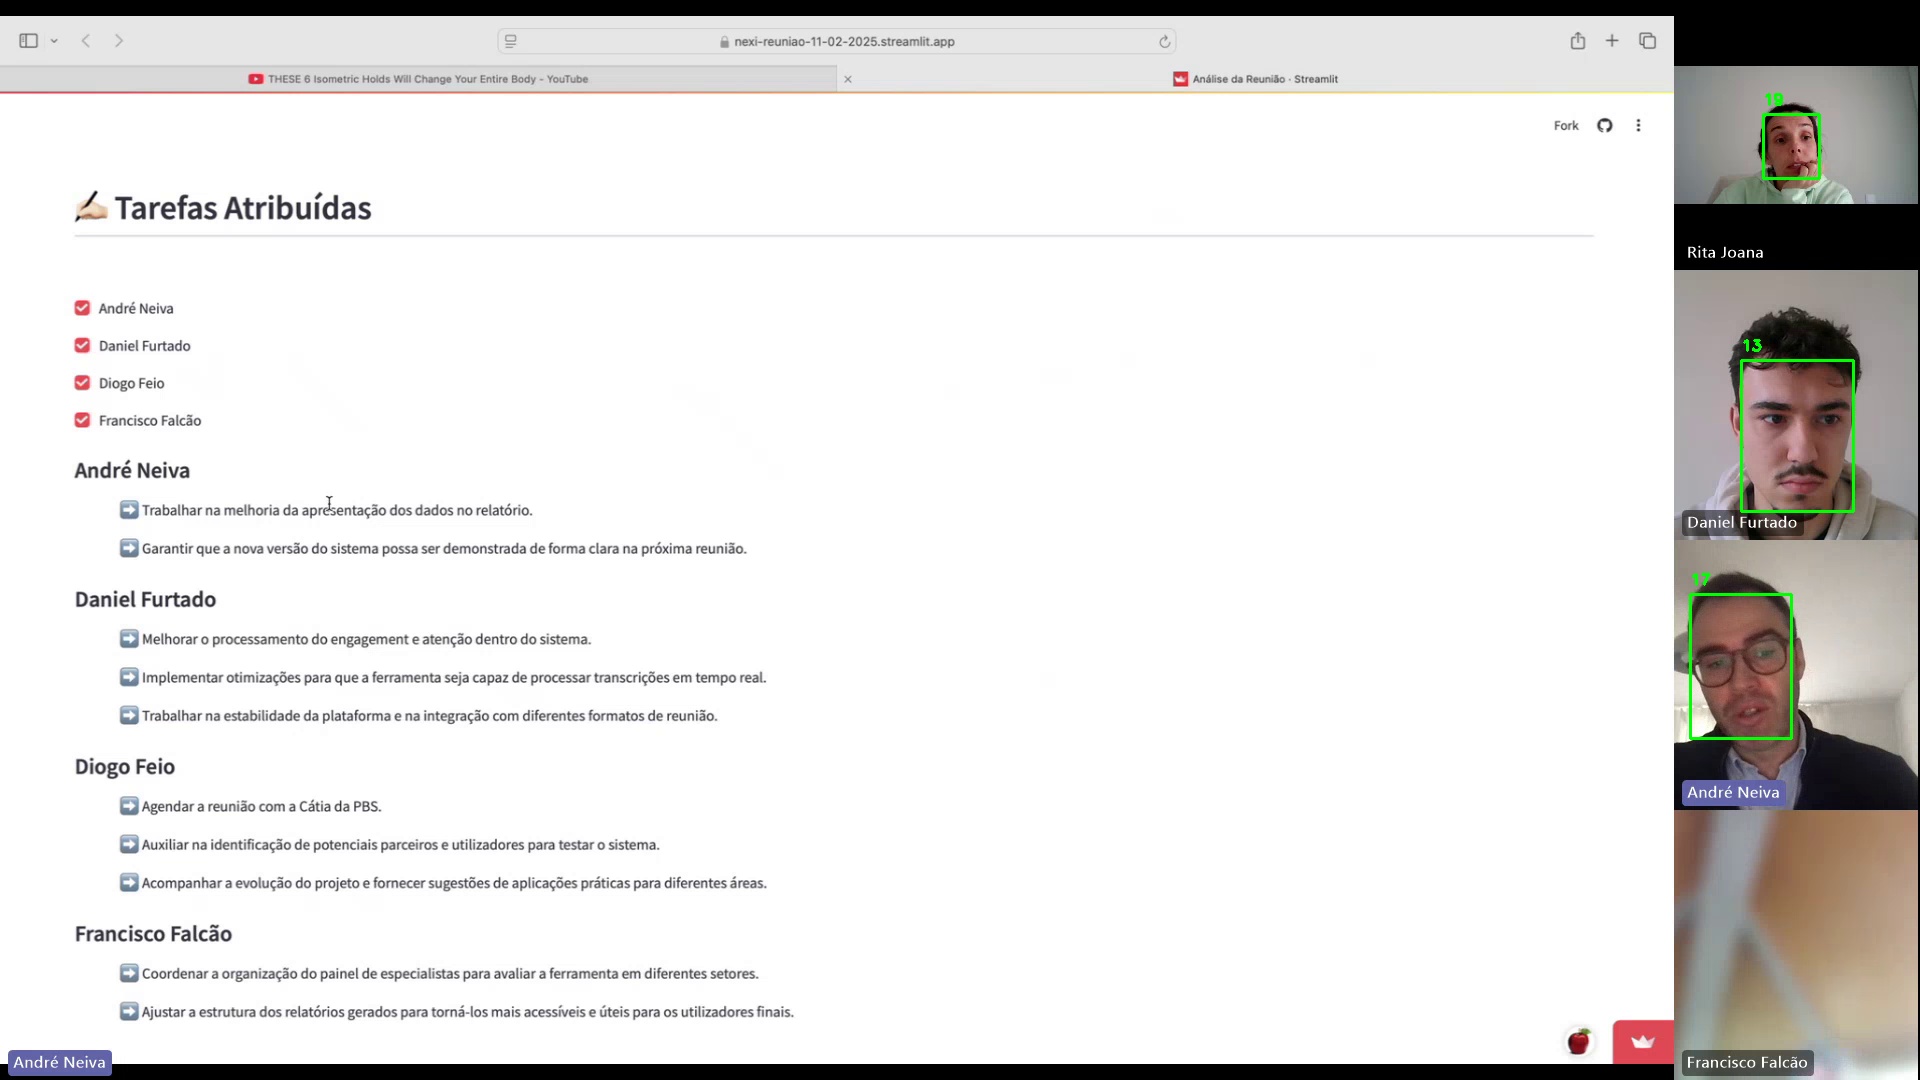 nexi-reuniao-11-02-2025.streamlit.app
THESE 6 Isometric Holds Will Change Your Entire Body - YouTube
Análise da Reunião · Streamlit
Fork
Tarefas Atribuídas
André Neiva
Daniel Furtado
Diogo Feio
Francisco Falcão
André Neiva
Trabalhar na melhoria da apresentação dos dados no relatório.
Garantir que a nova versão do sistema possa ser demonstrada de forma clara na próxima reunião.
Daniel Furtado
Melhorar o processamento do engagement e atenção dentro do sistema.
Implementar otimizações para que a ferramenta seja capaz de processar transcrições em tempo real.
Trabalhar na estabilidade da plataforma e na integração com diferentes formatos de reunião.
Diogo Feio
Agendar a reunião com a Cátia da PBS.
Auxiliar na identificação de potenciais parceiros e utilizadores para testar o sistema.
Acompanhar a evolução do projeto e fornecer sugestões de aplicações práticas para diferentes áreas.
Francisco Falcão
Coordenar a organização do painel de especialistas para avaliar a ferramenta em diferentes setores.
Ajustar a estrutura dos relatórios gerados para torná-los mais acessíveis e úteis para os utilizadores finais.
André Neiva
Rita Joana
13
Daniel Furtado
17
André Neiva
Francisco Falcão